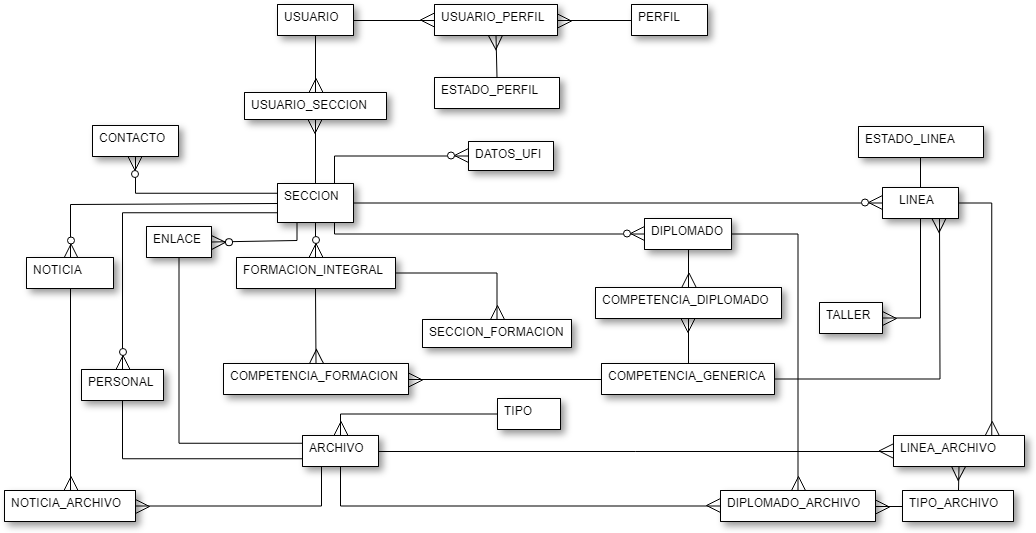 USUARIO
USUARIO_PERFIL
PERFIL
ESTADO_PERFIL
USUARIO_SECCION
CONTACTO
ESTADO_LINEA
DATOS_UFI
SECCION
LINEA
ENLACE
DIPLOMADO
NOTICIA
FORMACION_INTEGRAL
COMPETENCIA_DIPLOMADO
TALLER
SECCION_FORMACION
PERSONAL
COMPETENCIA_FORMACION
COMPETENCIA_GENERICA
TIPO
ARCHIVO
LINEA_ARCHIVO
NOTICIA_ARCHIVO
DIPLOMADO_ARCHIVO
TIPO_ARCHIVO